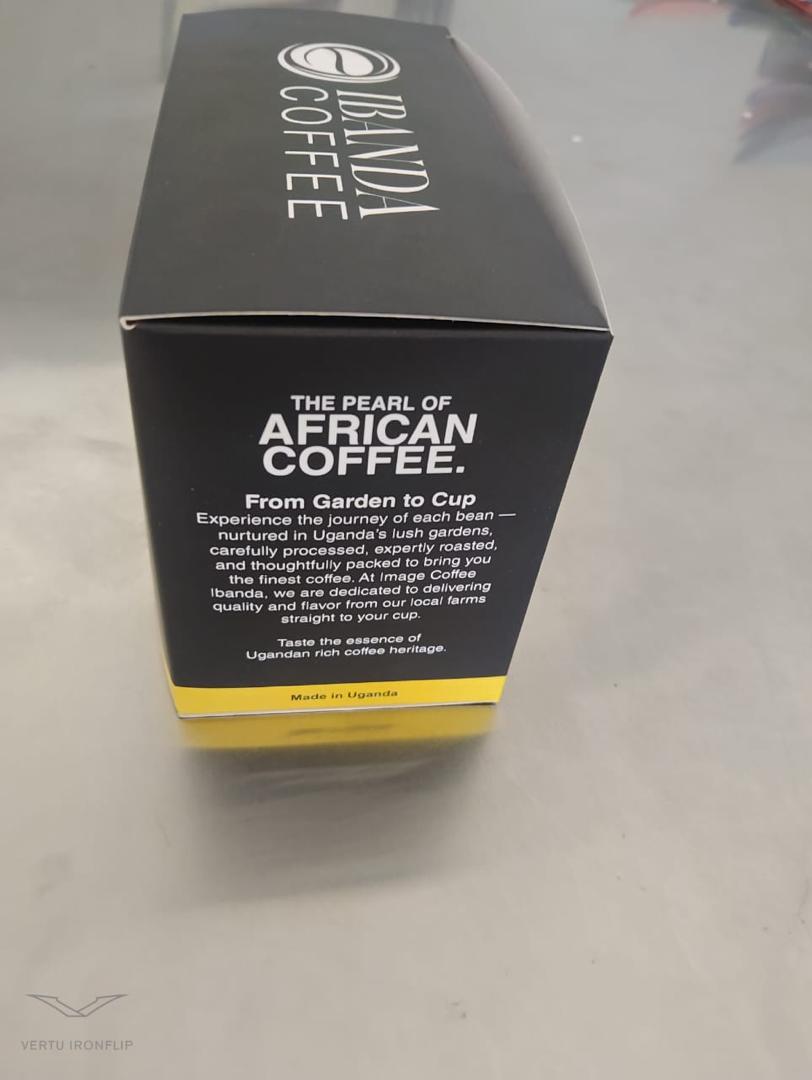 IBANDA
COFFEE
THE PEARL OF
AFRICAN
COFFEE.
From Garden to Cup
Experience the journey of each bean —
nurtured in Uganda's lush gardens,
carefully processed, expertly roasted,
and thoughtfully packed to bring you
the finest coffee. At Image Coffee
Ibanda, we are dedicated to delivering
quality and flavor from our local farms
straight to your cup.
Taste the essence of
Ugandan rich coffee heritage.
Made in Uganda
VERTU IRONFLIP